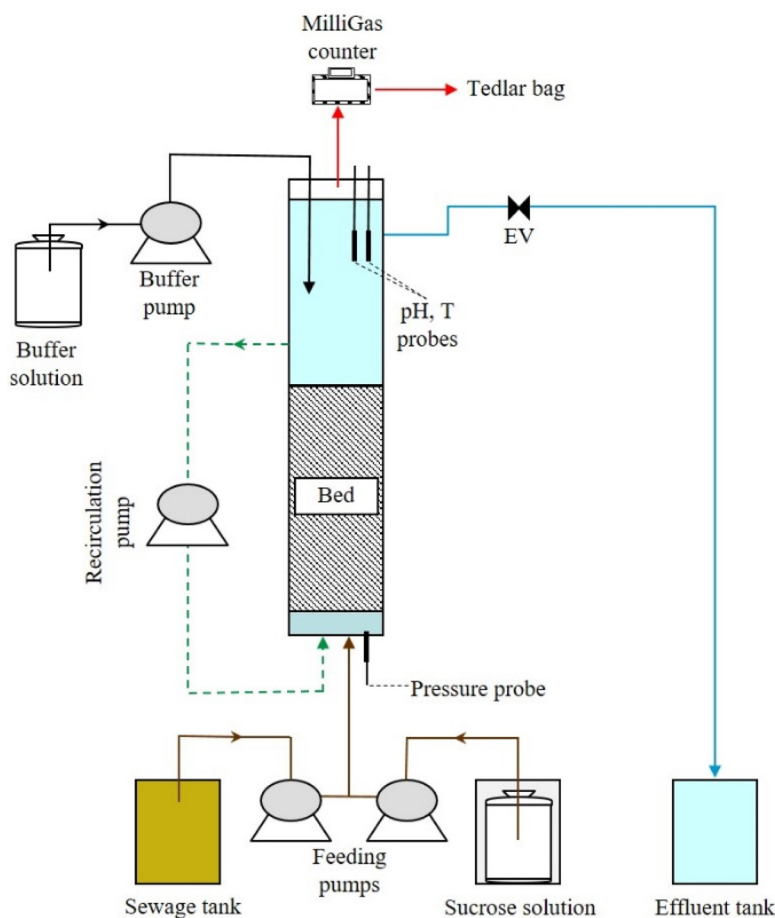 MilliGas
counter
Tedlar bag
EV
Buffer
pump
pH, T
probes
Buffer
solution
Bed
Recirculation
pump
Pressure probe
Feeding
pumps
Sewage tank
Sucrose solution
Effluent tank